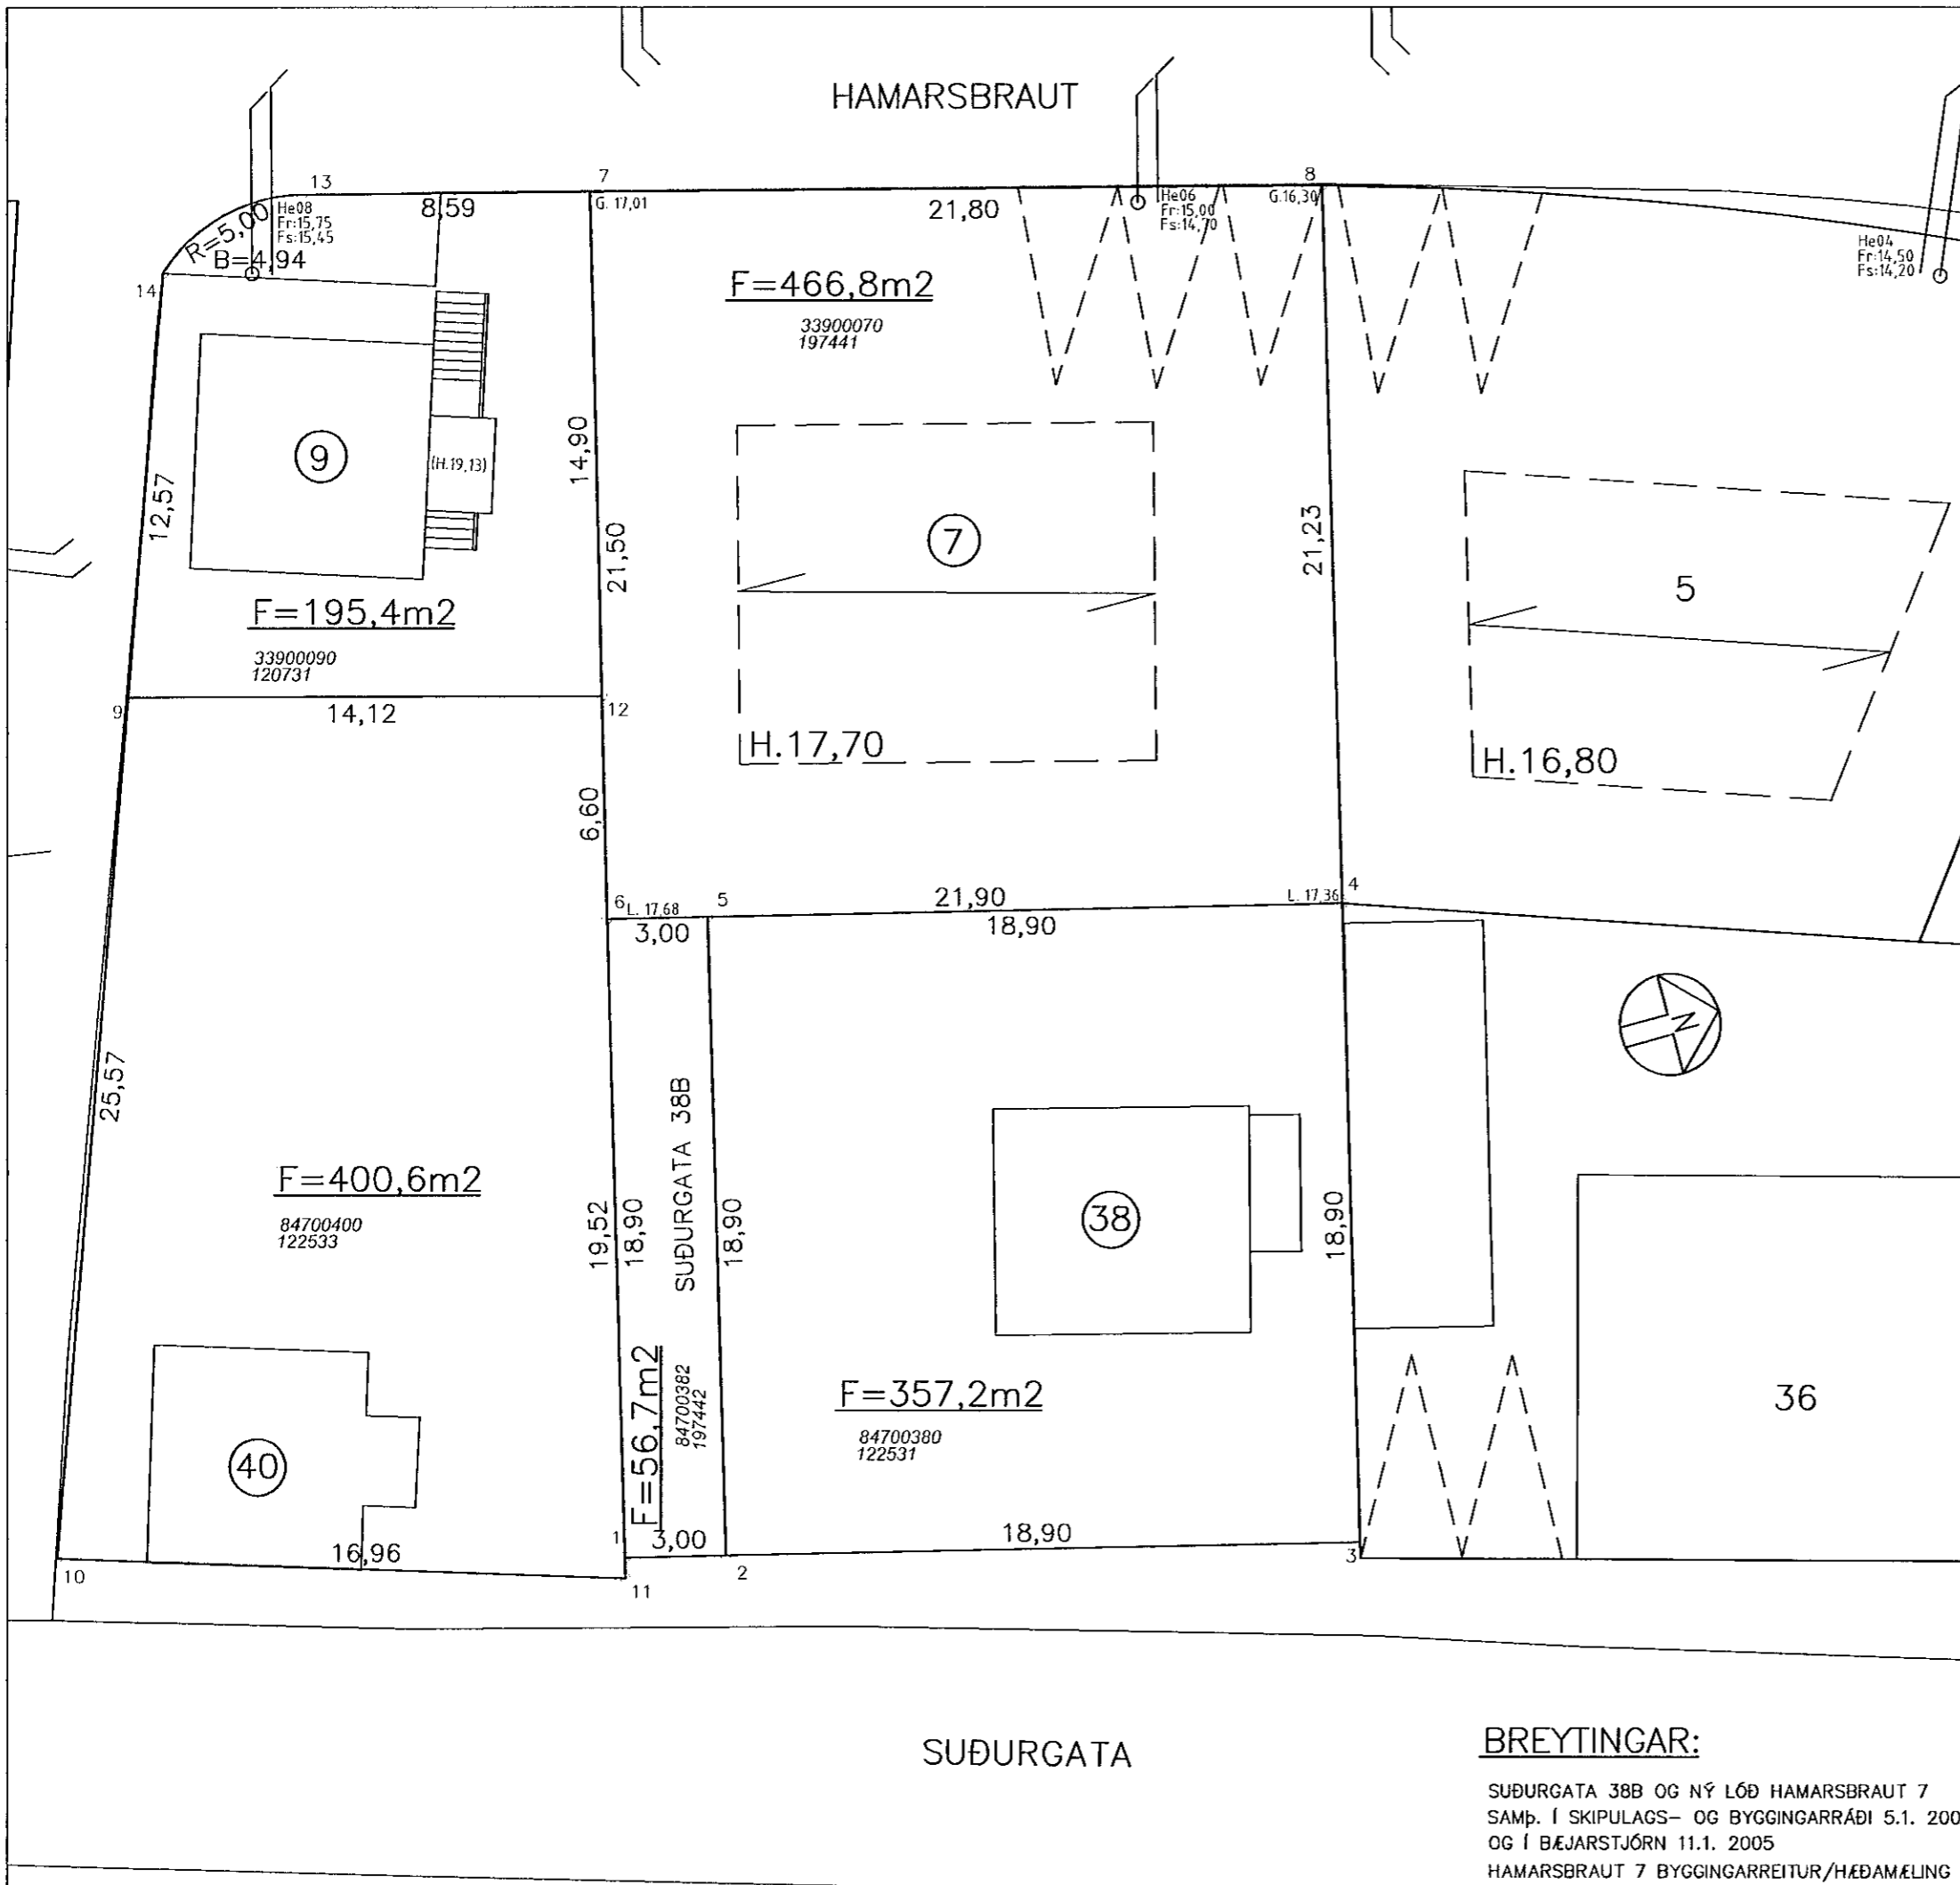 HAMARSBRAUT
13
7
8
He08
Fr:15,75
Fs:15,45
8,59
G. 17,01
21,80
He06
Fr:15,00
Fs:14,70
G.16,30
He04
Fr:14,50
Fs:14,20
R=5,00
B=4,94
14
F=466,8m2
33900070
197441
9
(H.19,13)
14,90
12,57
21,50
7
21,23
5
F=195,4m2
33900090
120731
9
14,12
12
H.17,70
H.16,80
6,60
6
L. 17,68
5
21,90
L. 17,36
4
3,00
18,90
N
25,57
SUÐURGATA 38B
F=400,6m2
84700400
122533
19,52
18,90
18,90
38
18,90
F=56,7m2
84700382
197442
F=357,2m2
84700380
122531
36
40
16,96
1
3,00
18,90
10
11
2
3
SUÐURGATA
BREYTINGAR:
SUÐURGATA 38B OG NÝ LÓÐ HAMARSBRAUT 7
SAMÞ. Í SKIPULAGS- OG BYGGINGARRÁÐI 5.1. 200
OG Í BÆJARSTJÓRN 11.1. 2005
HAMARSBRAUT 7 BYGGINGARREITUR/HÆÐAMÆLING